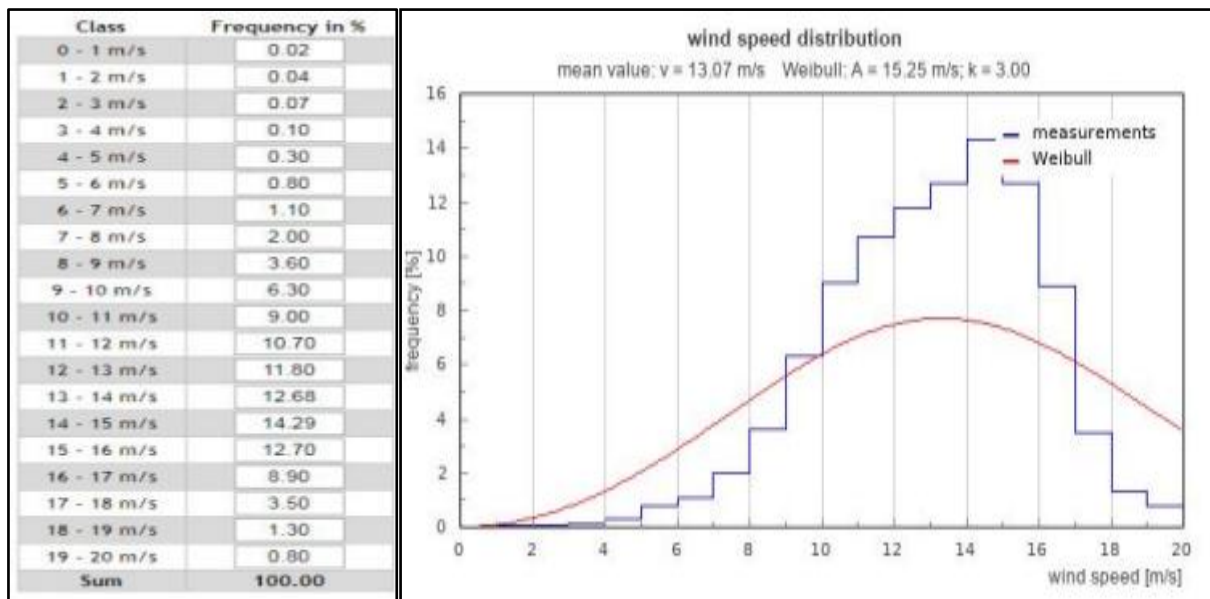 Class Frequency in %
0 - 1 m/s 0.02
1 - 2 m/s 0.04
2 - 3 m/s 0.07
3 - 4 m/s 0.10
4 - 5 m/s 0.30
5 - 6 m/s 0.80
6 - 7 m/s 1.10
7 - 8 m/s 2.00
8 - 9 m/s 3.60
9 - 10 m/s 6.30
10 - 11 m/s 9.00
11 - 12 m/s 10.70
12 - 13 m/s 11.80
13 - 14 m/s 12.68
14 - 15 m/s 14.29
15 - 16 m/s 12.70
16 - 17 m/s 8.90
17 - 18 m/s 3.50
18 - 19 m/s 1.30
19 - 20 m/s 0.80
Sum 100.00
wind speed distribution
mean value: v = 13.07 m/s Weibull: A = 15.25 m/s; k = 3.00
measurements
Weibull
frequency [%]
16
14
12
10
8
6
4
2
0
0 2 4 6 8 10 12 14 16 18 20
wind speed [m/s]